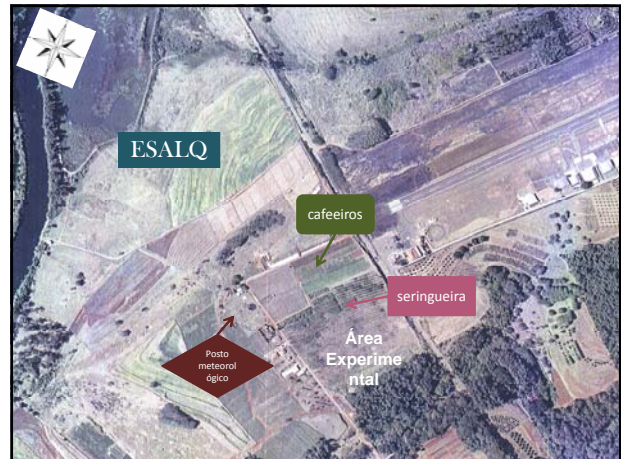 ESALQ
cafeeiros
seringueira
Área
Experime
ntal
Posto
meteorol
ógico